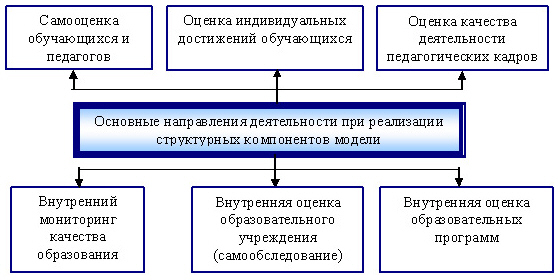 Самооценка
обучающихся и
педагогов
Оценка индивидуальных
достижений обучающихся
Оценка качества
деятельности
педагогических кадров
Основные направления деятельности при реализации
структурных компонентов модели
Внутренний
мониторинг
качества
образования
Внутренняя оценка
образовательного
учреждения
(самообследование)
Внутренняя оценка
образовательных
программ